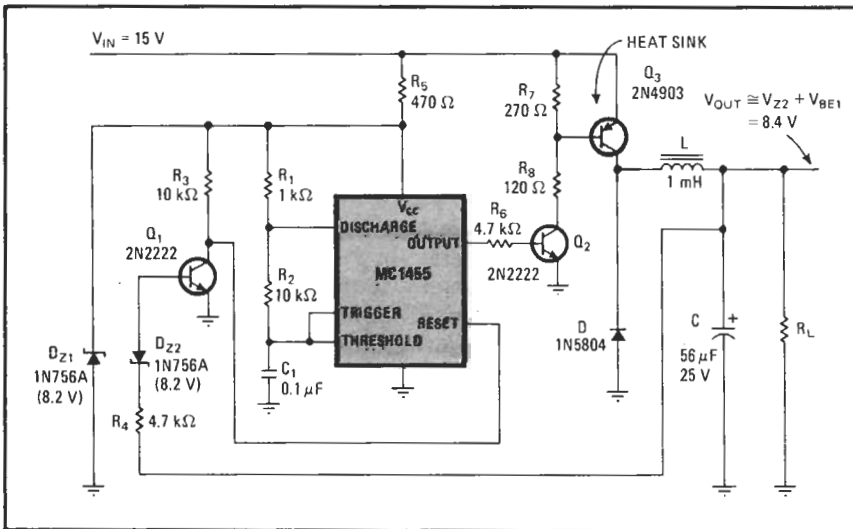 V_IN = 15 V
HEAT SINK
R5
470 Ω
R7
270 Ω
Q3
2N4903
V_OUT ≅ V_Z2 + V_BE1
= 8.4 V
R3
10 kΩ
R1
1 kΩ
R8
120 Ω
L
1 mH
Q1
2N2222
V_CC
DISCHARGE
OUTPUT
R6
4.7 kΩ
Q2
2N2222
R2
10 kΩ
MC1455
TRIGGER
THRESHOLD
RESET
D_Z1
1N756A
(8.2 V)
D_Z2
1N756A
(8.2 V)
C1
0.1 μF
D
1N5804
C
+
56 μF
25 V
R_L
R4
4.7 kΩ